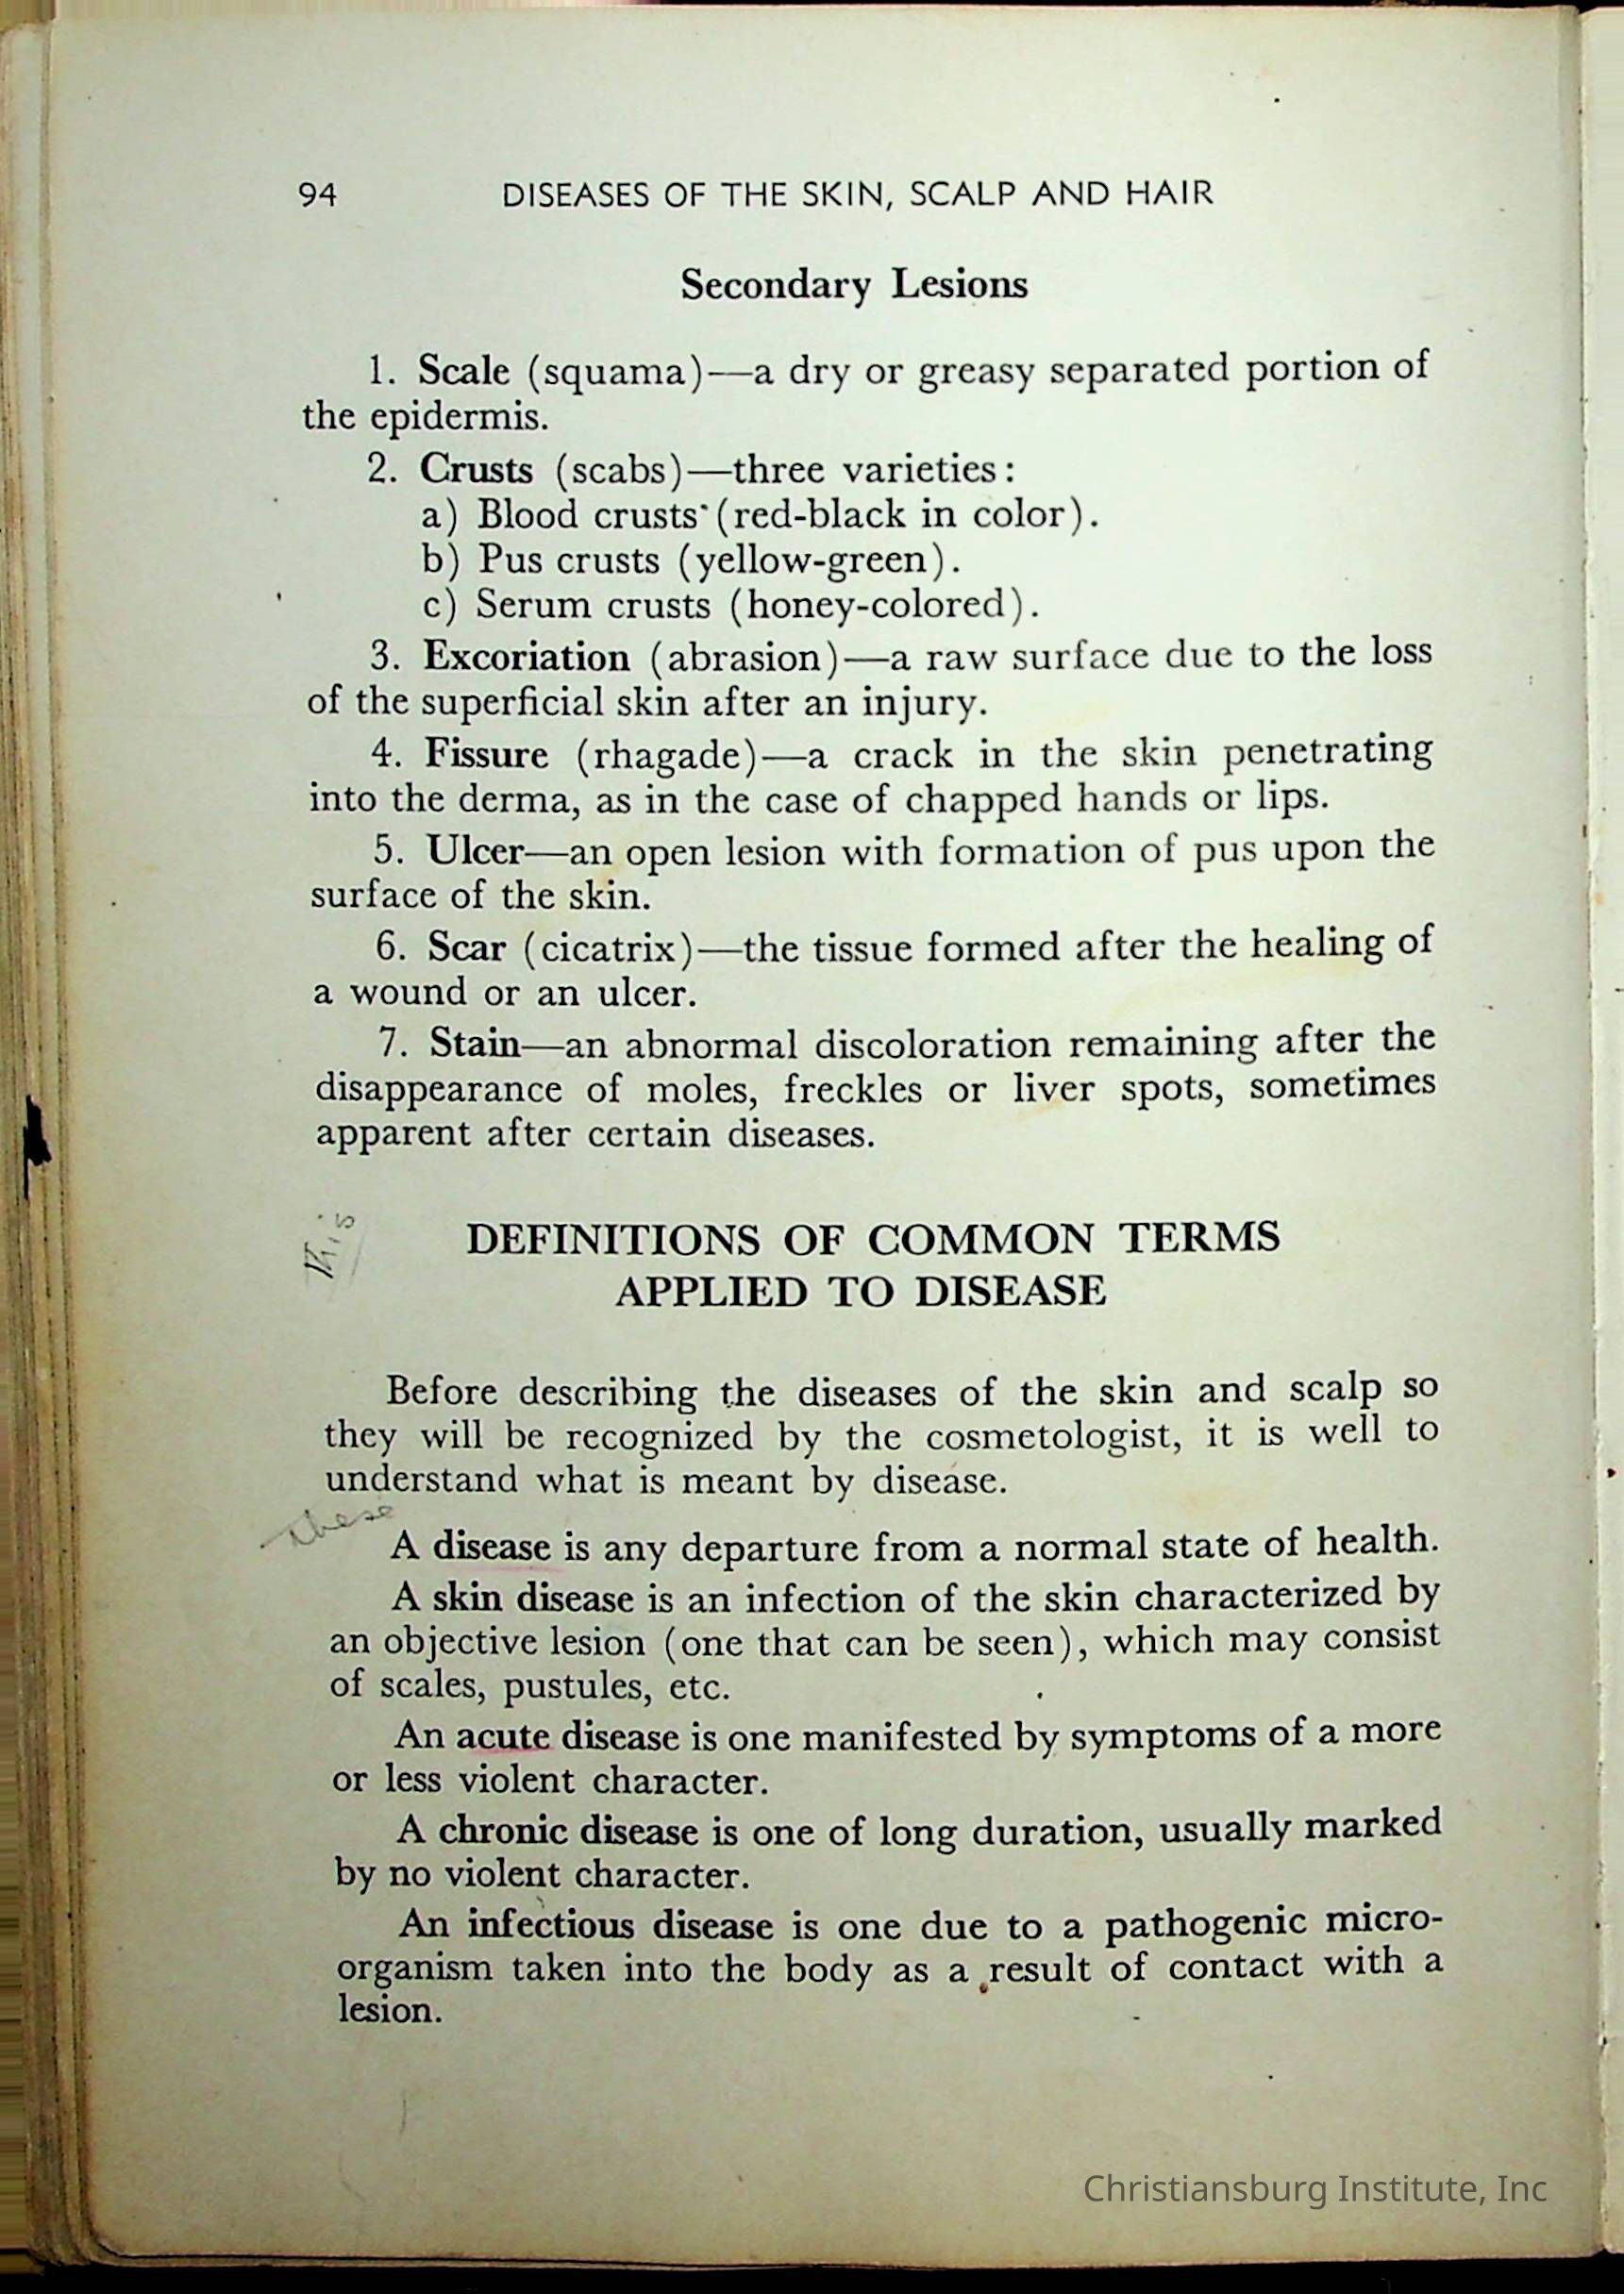 94 DISEASES OF THE SKIN, SCALP AND HAIR
Secondary Lesions
1. Scale (squama)—a dry or greasy separated portion of
the epidermis.
2. Crusts (scabs)—three varieties:
a) Blood crusts (red-black in color).
b) Pus crusts (yellow-green).
c) Serum crusts (honey-colored).
3. Excoriation (abrasion)—a raw surface due to the loss
of the superficial skin after an injury.
4. Fissure (rhagade)—a crack in the skin penetrating
into the derma, as in the case of chapped hands or lips.
5. Ulcer—an open lesion with formation of pus upon the
surface of the skin.
6. Scar (cicatrix)—the tissue formed after the healing of
a wound or an ulcer.
7. Stain—an abnormal discoloration remaining after the
disappearance of moles, freckles or liver spots, sometimes
apparent after certain diseases.
This
DEFINITIONS OF COMMON TERMS
APPLIED TO DISEASE
Before describing the diseases of the skin and scalp so
they will be recognized by the cosmetologist, it is well to
understand what is meant by disease.
these
A disease is any departure from a normal state of health.
A skin disease is an infection of the skin characterized by
an objective lesion (one that can be seen), which may consist
of scales, pustules, etc.
An acute disease is one manifested by symptoms of a more
or less violent character.
A chronic disease is one of long duration, usually marked
by no violent character.
An infectious disease is one due to a pathogenic micro-
organism taken into the body as a result of contact with a
lesion.
Christiansburg Institute, Inc